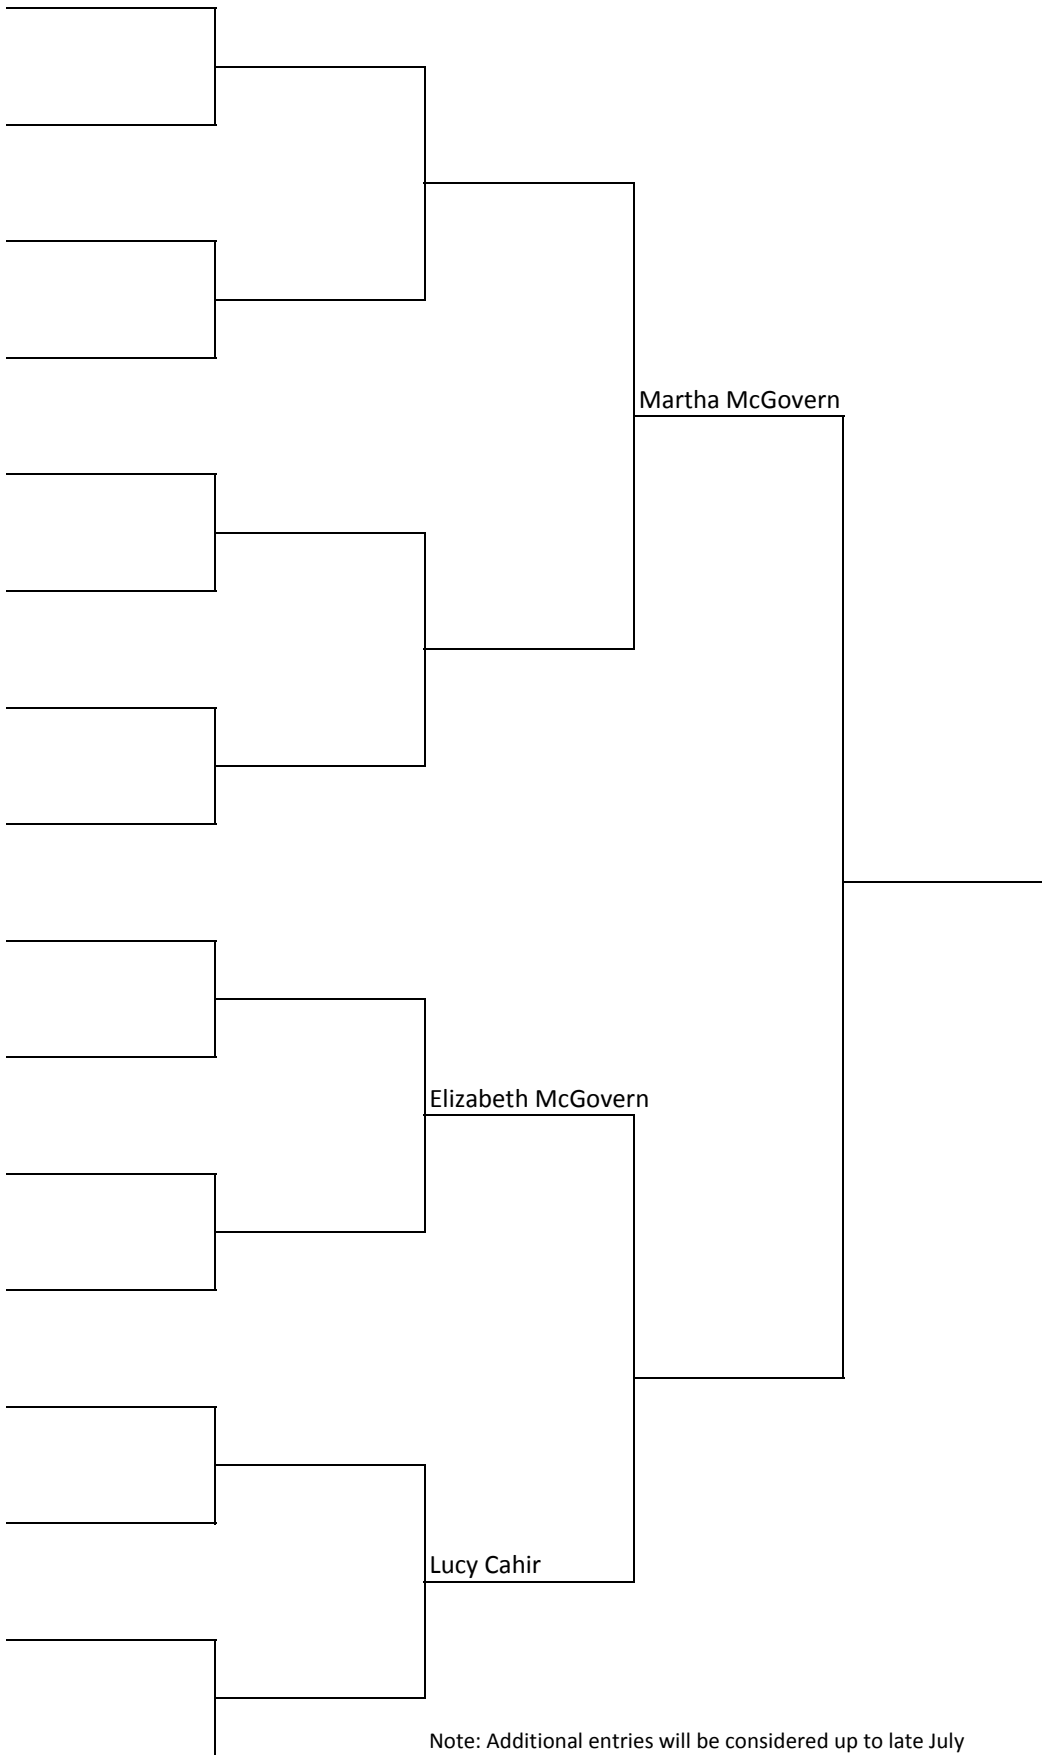 Martha McGovern
Elizabeth McGovern
Lucy Cahir
Note: Additional entries will be considered up to late July